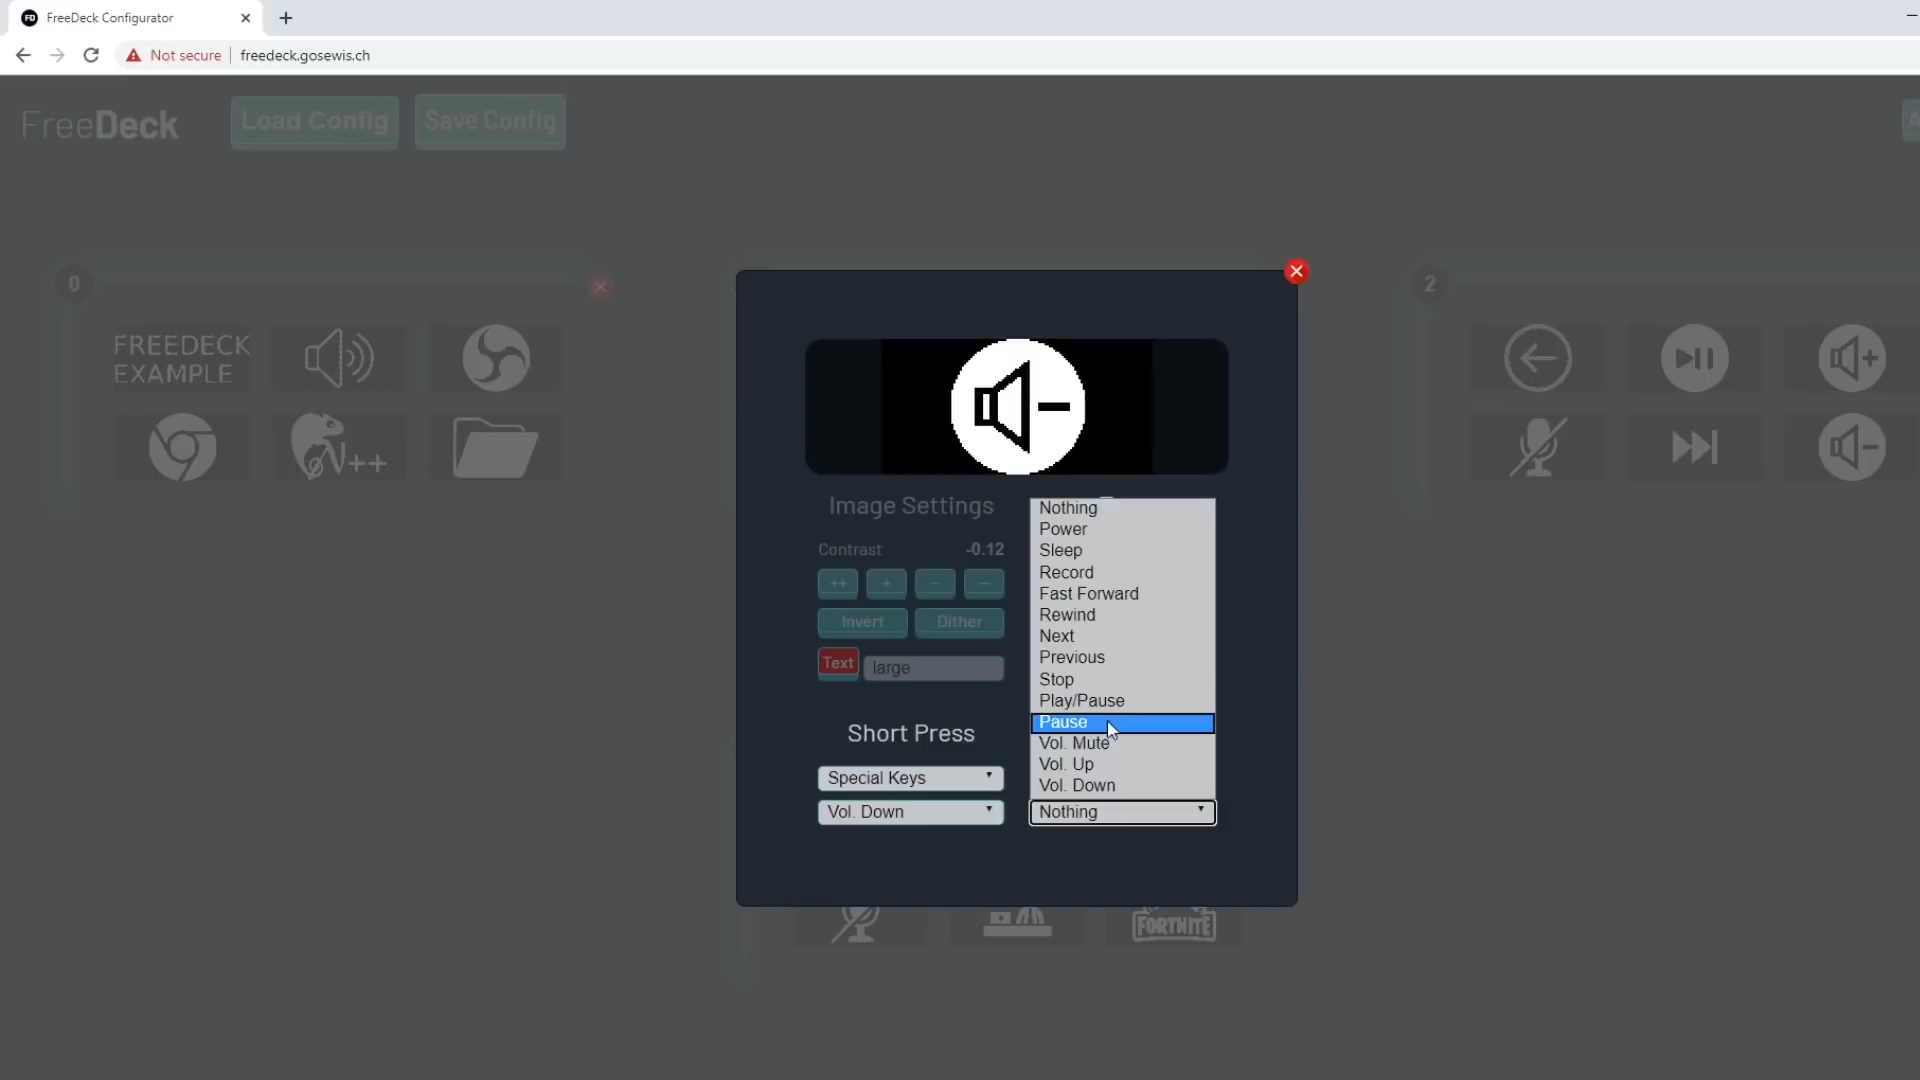 FD FreeDeck Configurator
Not secure freedeck.gosewis.ch
FreeDeck
Load Config
Save Config
A
0
2
FREEDECK
EXAMPLE
++
Image Settings
Contrast -0.12
++ + - --
Invert Dither
Text large
Short Press
Special Keys
Vol. Down
Nothing
Power
Sleep
Record
Fast Forward
Rewind
Next
Previous
Stop
Play/Pause
Pause
Vol. Mute
Vol. Up
Vol. Down
Nothing
FORTNITE